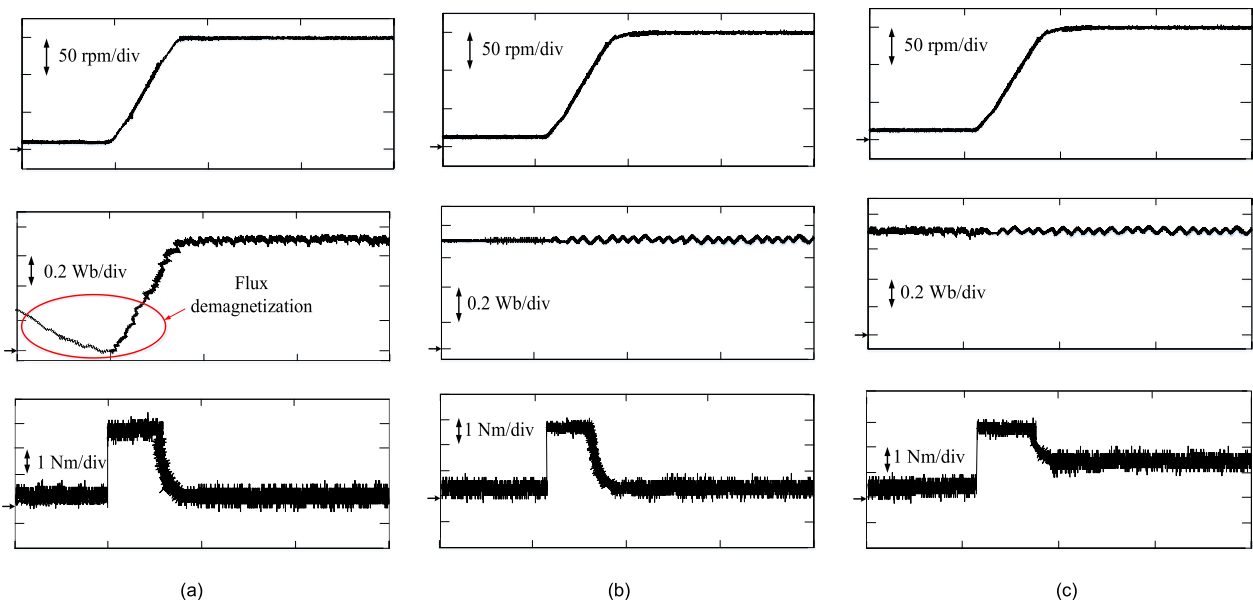 50 rpm/div
50 rpm/div
50 rpm/div
0.2 Wb/div
Flux
demagnetization
0.2 Wb/div
0.2 Wb/div
1 Nm/div
1 Nm/div
1 Nm/div
(a)
(b)
(c)